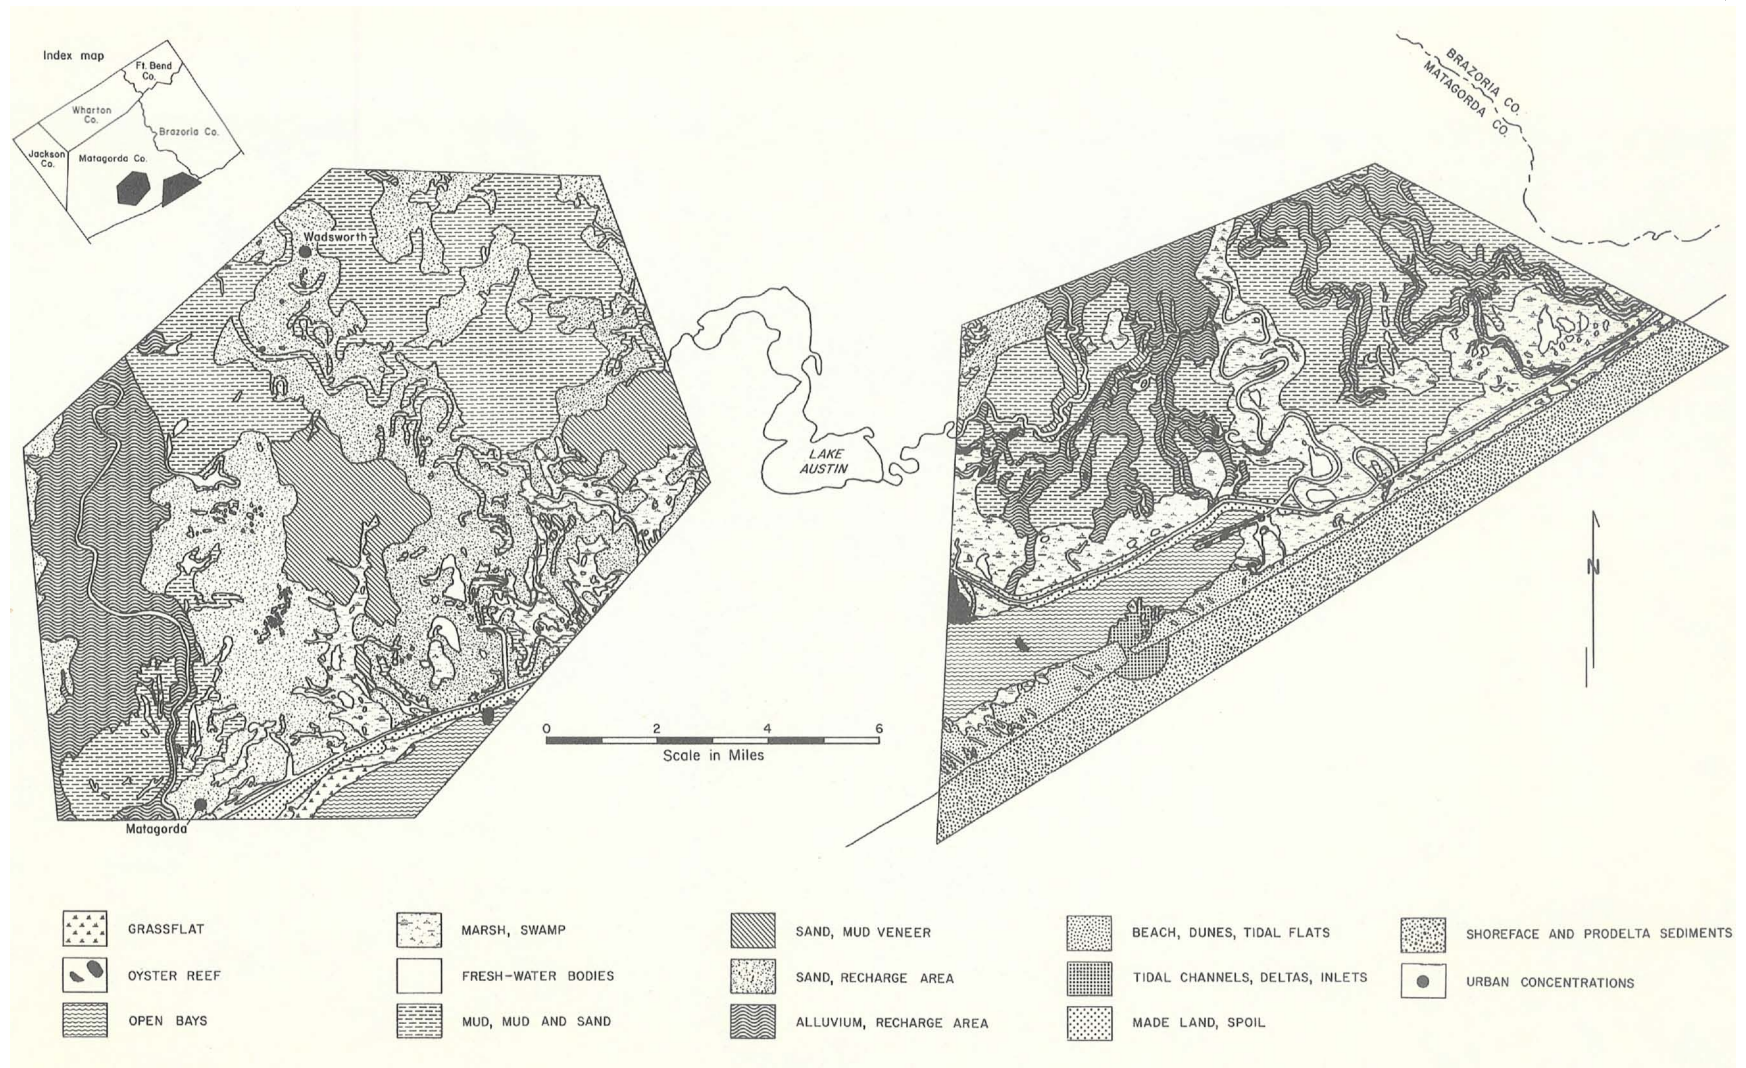 Index map
Ft. Bend
Co.
Wharton
Co.
Brazoria Co.
Jackson
Co.
Matagorda Co.
BRAZORIA CO.
MATAGORDA CO.
Wadsworth
LAKE
AUSTIN
N
0 2 4 6
Scale in Miles
Matagorda
GRASSFLAT
OYSTER REEF
OPEN BAYS
MARSH, SWAMP
FRESH-WATER BODIES
MUD, MUD AND SAND
SAND, MUD VENEER
SAND, RECHARGE AREA
ALLUVIUM, RECHARGE AREA
BEACH, DUNES, TIDAL FLATS
TIDAL CHANNELS, DELTAS, INLETS
MADE LAND, SPOIL
SHOREFACE AND PRODELTA SEDIMENTS
URBAN CONCENTRATIONS